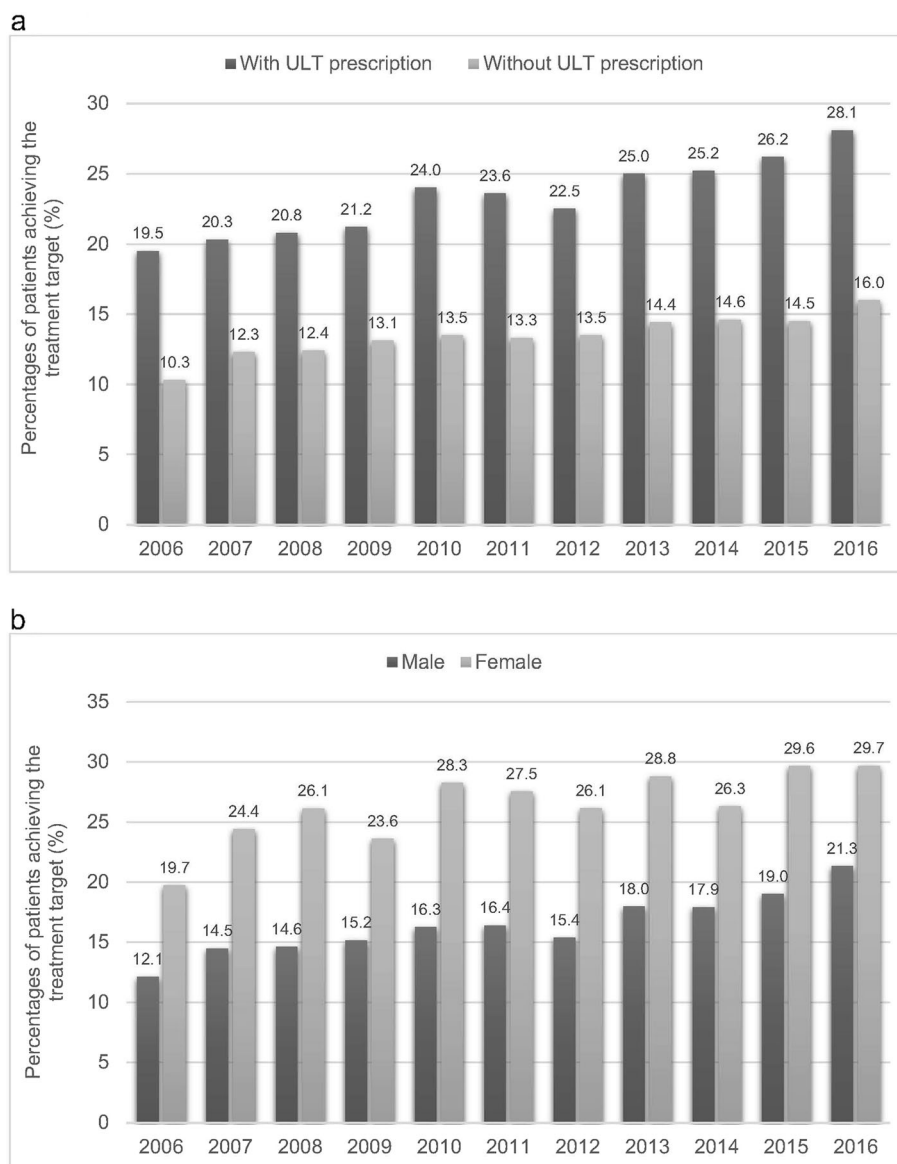 a
With ULT prescription Without ULT prescription
Percentages of patients achieving the
treatment target (%)
30
25
20
15
10
5
0
19.5 20.3 20.8 21.2 24.0 23.6 22.5 25.0 25.2 26.2 28.1
10.3 12.3 12.4 13.1 13.5 13.3 13.5 14.4 14.6 14.5 16.0
2006 2007 2008 2009 2010 2011 2012 2013 2014 2015 2016
b
Male Female
Percentages of patients achieving the
treatment target (%)
35
30
25
20
15
10
5
0
12.1 14.5 14.6 15.2 16.3 16.4 15.4 18.0 17.9 19.0 21.3
19.7 24.4 26.1 23.6 28.3 27.5 26.1 28.8 26.3 29.6 29.7
2006 2007 2008 2009 2010 2011 2012 2013 2014 2015 2016